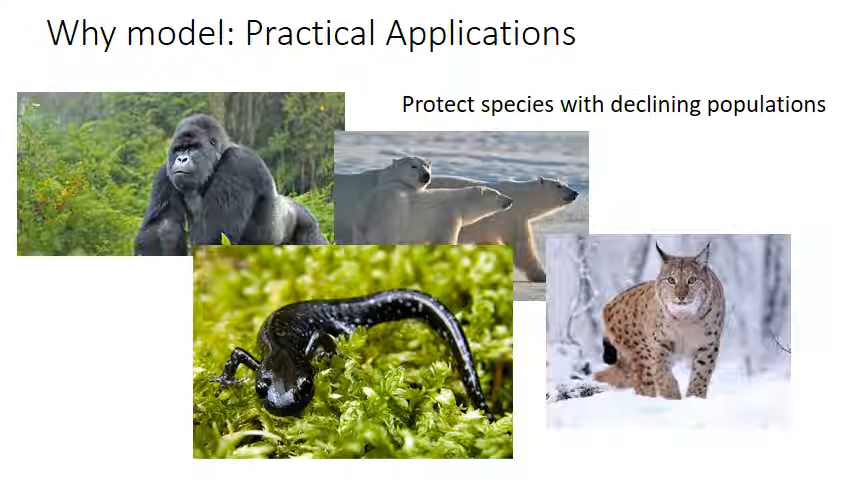 Why model: Practical Applications
Protect species with declining populations